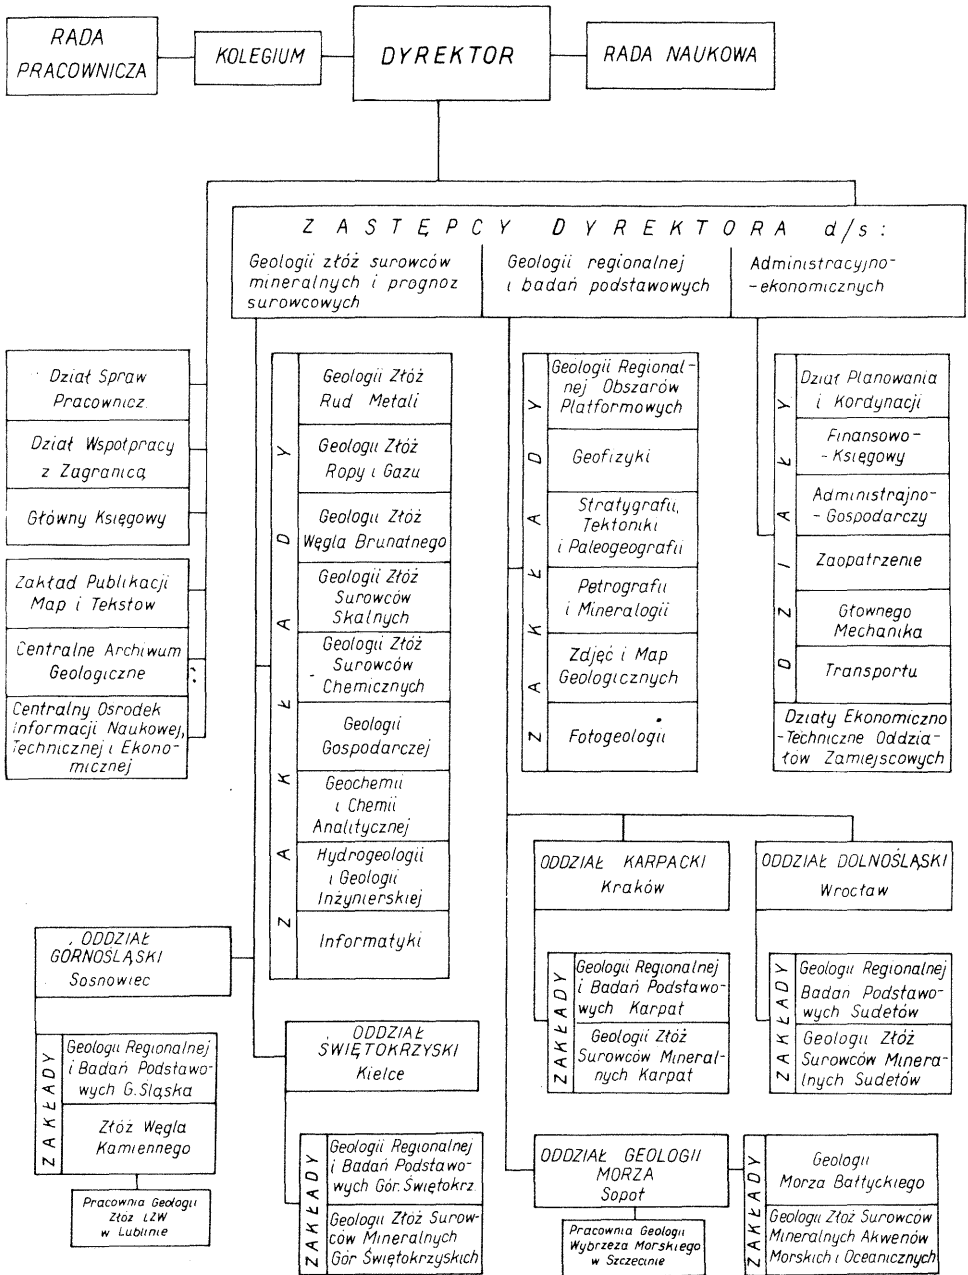 RADA
PRACOWNICZA
KOLEGIUM
DYREKTOR
RADA NAUKOWA
ZASTĘPCY DYREKTORA d/s:
Geologii złóż surowców
mineralnych i prognoz
surowcowych
Geologii regionalnej
i badań podstawowych
Administracyjno-
-ekonomicznych
Dział Spraw
Pracownicz.
Dział Współpracy
z Zagranicą
Główny Księgowy
Zakład Publikacji
Map i Tekstow
Centralne Archiwum
Geologiczne
Centralny Osrodek
Informacji Naukowej,
Technicznej i Ekono-
micznej
ZAKŁADY
Geologii Złóż
Rud Metali
Geologii Złóż
Ropy i Gazu
Geologii Złóż
Węgla Brunatnego
Geologii Złóż
Surowców
Skalnych
Geologii Złóż
Surowców
Chemicznych
Geologii
Gospodarczej
Geochemii
i Chemii
Analitycznej
Hydrogeologii
i Geologii
Inżynierskiej
Informatyki
ZAKŁADY
Geologii Regional-
nej Obszarów
Platformowych
Geofizyki
Stratygrafii,
Tektoniki
i Paleogeografii
Petrografii
i Mineralogii
Zdjęć i Map
Geologicznych
Fotogeologii
DZIAŁY
Dział Planowania
i Kordynacji
Finansowo-
-Księgowy
Administrajno-
-Gospodarczy
Zaopatrzenie
Głownego
Mechanika
Transportu
Działy Ekonomiczno
-Techniczne Oddzia-
łów Zamiejscowych
ODDZIAŁ
GÓRNOŚLĄSKI
Sosnowiec
ZAKŁADY
Geologii Regionalnej
i Badań Podstawo-
wych G.Sląska
Złóż Węgla
Kamiennego
Pracownia Geologii
Złóż LZW
w Lublinie
ODDZIAŁ
ŚWIĘTOKRZYSKI
Kielce
ZAKŁADY
Geologii Regionalnej
i Badań Podstawo-
wych Gór. Świętokrz.
Geologii Złóż Surow-
ców Mineralnych
Gór Świętokrzyskich
ODDZIAŁ KARPACKI
Kraków
ZAKŁADY
Geologii Regionalnej
i Badań Podstawo-
wych Karpat
Geologii Złóż
Surowców Mineral-
nych Karpat
ODDZIAŁ DOLNOŚLĄSKI
Wrocław
ZAKŁADY
Geologii Regionalnej
Badan Podstawo-
wych Sudetów
Geologii Złóż
Surowców Minera-
lnych Sudetów
ODDZIAŁ GEOLOGII
MORZA
Sopot
Pracownia Geologii
Wybrzeza Morskiego
w Szczecinie
ZAKŁADY
Geologii
Morza Bałtyckiego
Geologii Złóż Surowców
Mineralnych Akwenów
Morskich i Oceanicznych